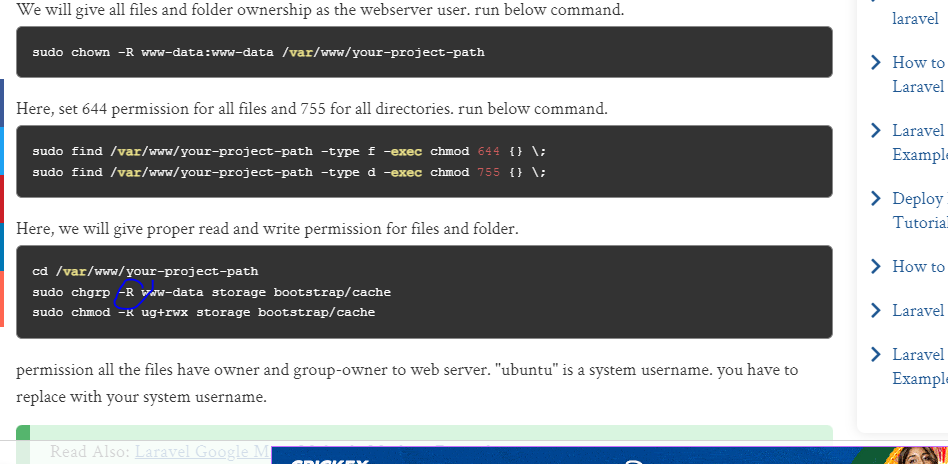 We will give all files and folder ownership as the webserver user. run below command.
sudo chown -R www-data:www-data /var/www/your-project-path
Here, set 644 permission for all files and 755 for all directories. run below command.
sudo find /var/www/your-project-path -type f -exec chmod 644 {} \;
sudo find /var/www/your-project-path -type d -exec chmod 755 {} \;
Here, we will give proper read and write permission for files and folder.
cd /var/www/your-project-path
sudo chgrp -R www-data storage bootstrap/cache
sudo chmod -R ug+rwx storage bootstrap/cache
permission all the files have owner and group-owner to web server. "ubuntu" is a system username. you have to
replace with your system username.
Read Also: Laravel Google M
laravel
How to
Laravel
Laravel
Example
Deploy
Tutorial
How to
Laravel
Laravel
Example